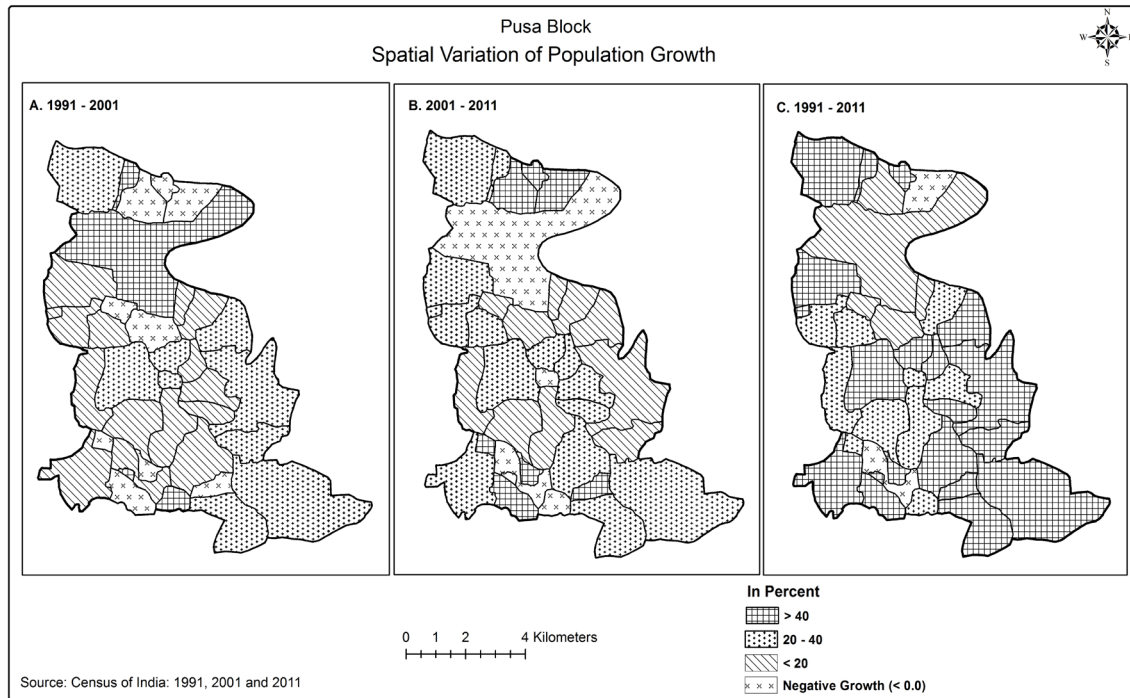 Pusa Block
Spatial Variation of Population Growth
N
W
E
S
A. 1991 - 2001
B. 2001 - 2011
C. 1991 - 2011
In Percent
> 40
20 - 40
< 20
Negative Growth (< 0.0)
0 1 2 4 Kilometers
Source: Census of India: 1991, 2001 and 2011